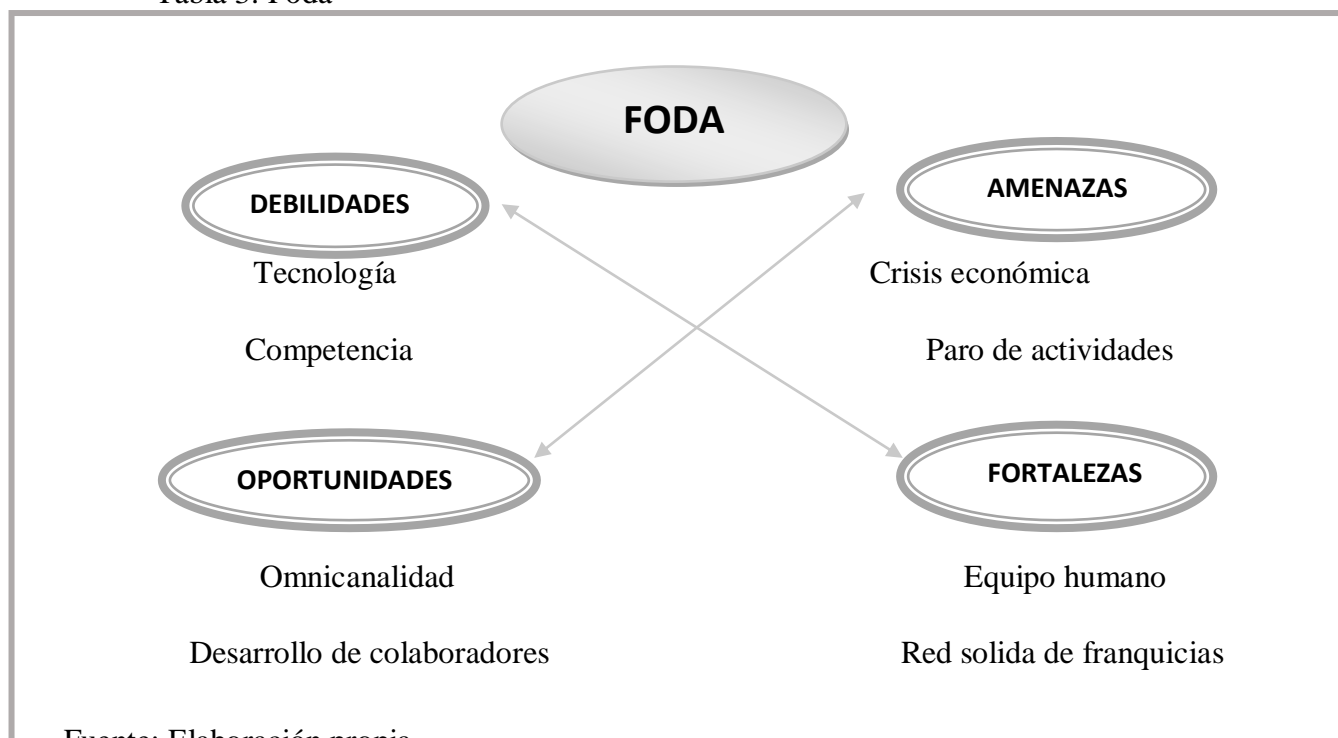 Tabla 3. Foda
FODA
DEBILIDADES
AMENAZAS
Tecnología
Crisis económica
Competencia
Paro de actividades
OPORTUNIDADES
FORTALEZAS
Omnicanalidad
Equipo humano
Desarrollo de colaboradores
Red solida de franquicias
Fuente: Elaboración propia